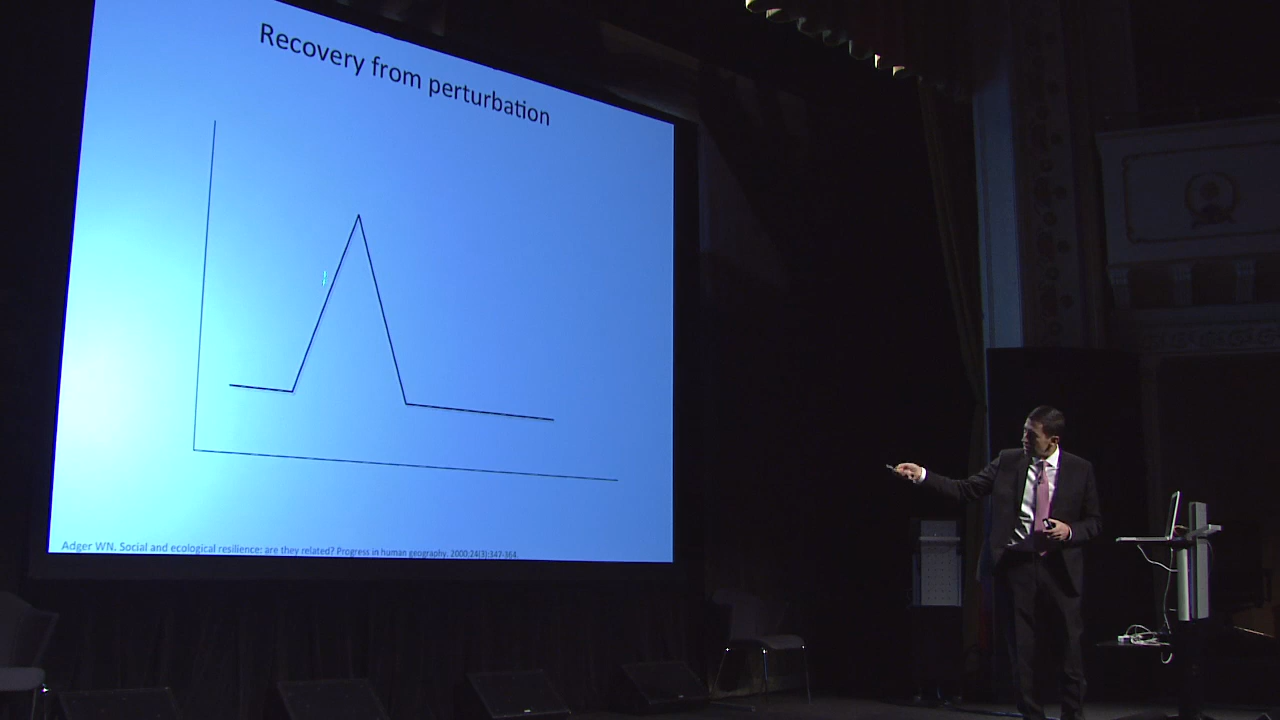 Recovery from perturbation
Adger WN. Social and ecological resilience: are they related? Progress in human geography. 2000;24(3):347-364.